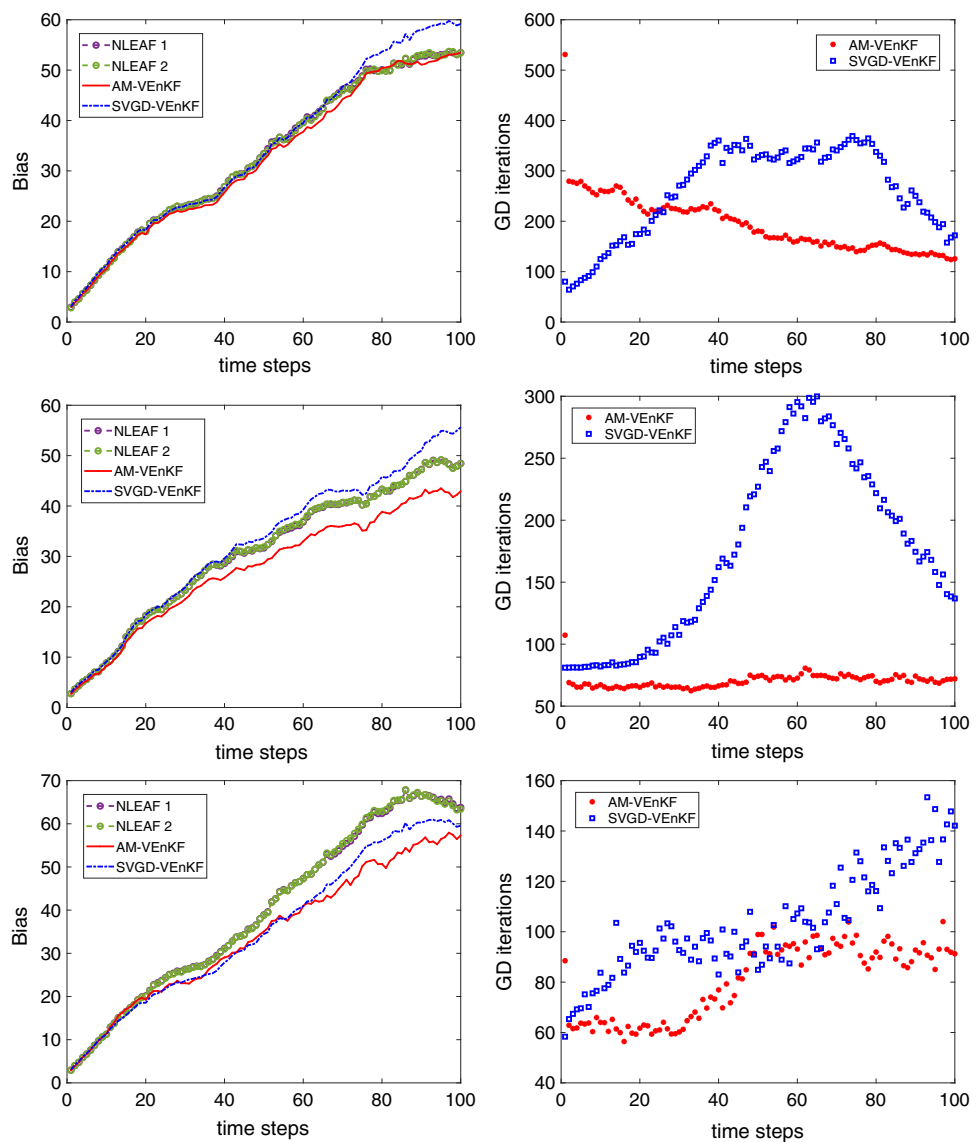 60
50
40
30
20
10
0
Bias
NLEAF 1
NLEAF 2
AM-VEnKF
SVGD-VEnKF
0 20 40 60 80 100
time steps
600
500
400
300
200
100
0
GD iterions
AM-VEnKF
SVGD-VEnKF
0 20 40 60 80 100
time steps
60
50
40
30
20
10
0
Bias
NLEAF 1
NLEAF 2
AM-VEnKF
SVGD-VEnKF
0 20 40 60 80 100
time steps
300
250
200
150
100
50
GD iterations
AM-VEnKF
SVGD-VEnKF
0 20 40 60 80 100
time steps
70
60
50
40
30
20
10
0
Bias
NLEAF 1
NLEAF 2
AM-VEnKF
SVGD-VEnKF
0 20 40 60 80 100
time steps
160
140
120
100
80
60
40
GD iterations
AM-VEnKF
SVGD-VEnKF
0 20 40 60 80 100
time steps